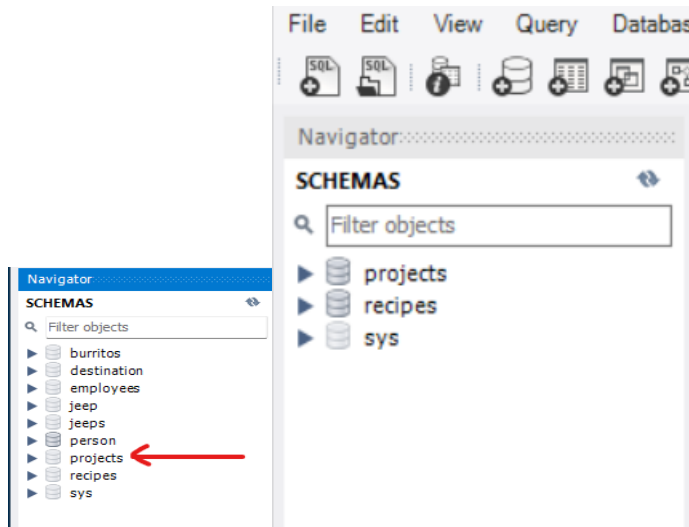 File Edit View Query Databas
SQL SQL
Navigator
SCHEMAS
Filter objects
projects
recipes
sys
Navigator
SCHEMAS
Filter objects
burritos
destination
employees
jeep
jeeps
person
projects
recipes
sys